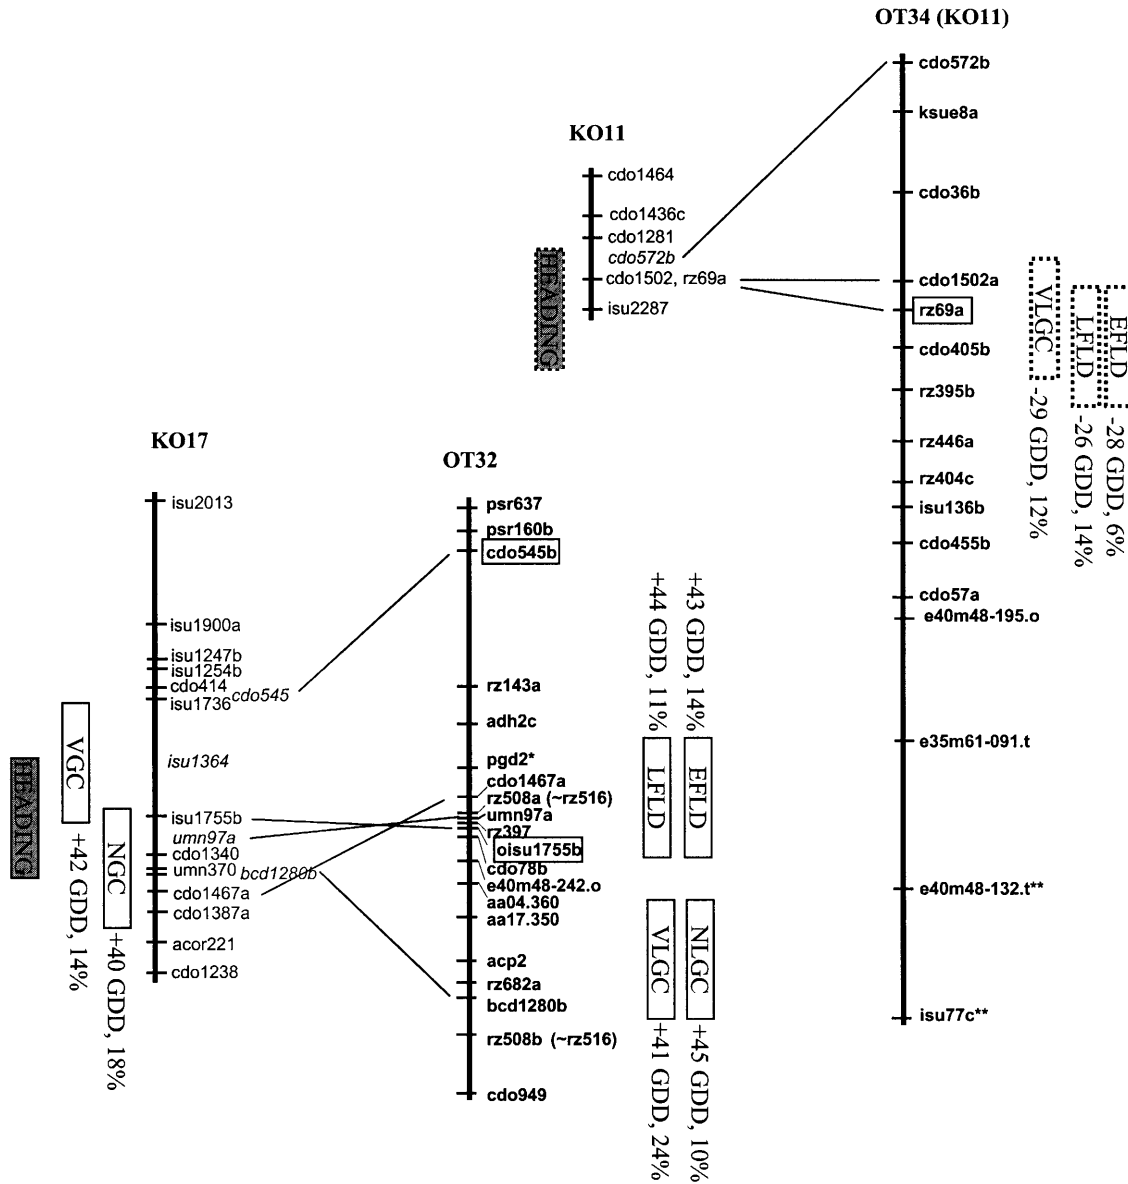 OT34 (KO11)
cdo572b
ksue8a
cdo36b
cdo1502a
rz69a
cdo405b
rz395b
rz446a
rz404c
isu136b
cdo455b
cdo57a
e40m48-195.o
e35m61-091.t
e40m48-132.t**
isu77c**
VLGC
-29 GDD, 12%
LFLD
-26 GDD, 14%
EFLD
-28 GDD, 6%
KO11
cdo1464
cdo1436c
cdo1281
cdo572b
cdo1502, rz69a
isu2287
HEADING
KO17
isu2013
isu1900a
isu1247b
isu1254b
cdo414
cdo545
isu1736
isu1364
isu1755b
umn97a
cdo1340
umn370
bcd1280b
cdo1467a
cdo1387a
acor221
cdo1238
HEADING
VGC
+42 GDD, 14%
NGC
+40 GDD, 18%
OT32
psr637
psr160b
cdo545b
rz143a
adh2c
pgd2*
cdo1467a
rz508a (~rz516)
umn97a
rz397
oisu1755b
cdo78b
e40m48-242.o
aa04.360
aa17.350
acp2
rz682a
bcd1280b
rz508b (~rz516)
cdo949
+44 GDD, 11%
LFLD
+43 GDD, 14%
EFLD
VLGC
+41 GDD, 24%
NLGC
+45 GDD, 10%